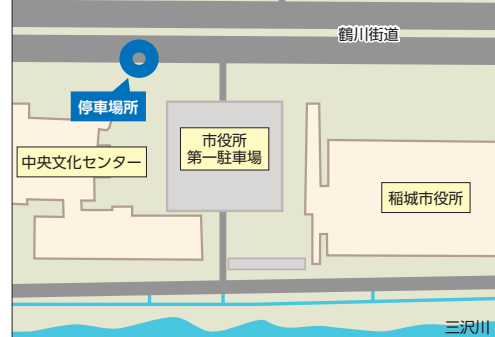 鶴川街道
停車場所
市役所
第一駐車場
中央文化センター
稲城市役所
三沢川